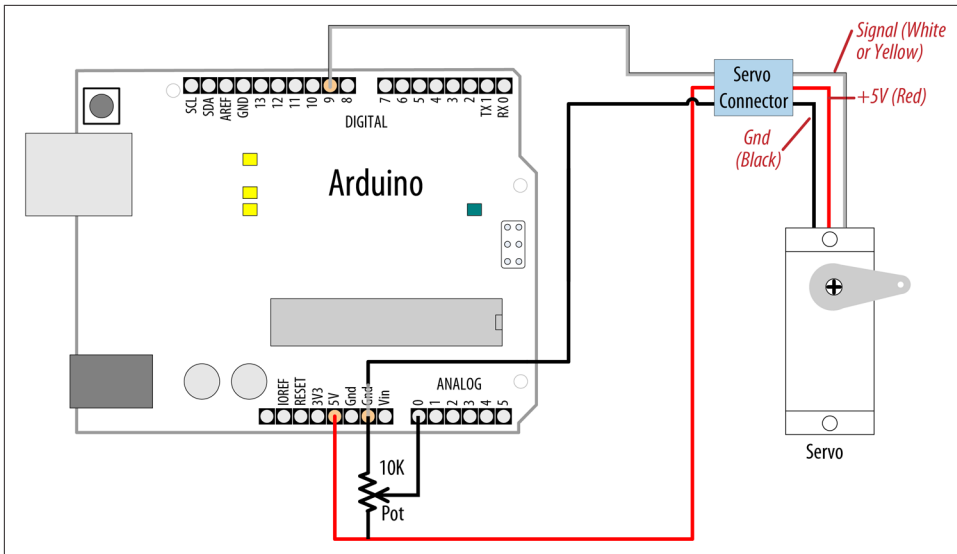 Signal (White
or Yellow)
Servo
Connector
+5V (Red)
Gnd
(Black)
SCL
SDA
AREF
GND
13
12
11
10
9
8
7
6
5
4
3
2
TX 1
RX 0
DIGITAL
Arduino
IOREF
RESET
3V3
5V
Gnd
Gnd
Vin
ANALOG
0
1
2
3
4
5
10K
Pot
Servo